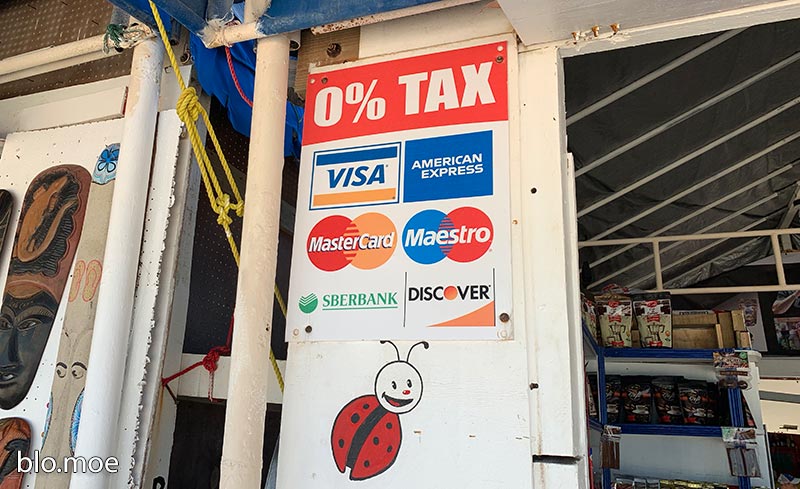 0% TAX
VISA
AMERICAN EXPRESS
MasterCard
Maestro
SBERBANK
DISCOVER
blo.moe